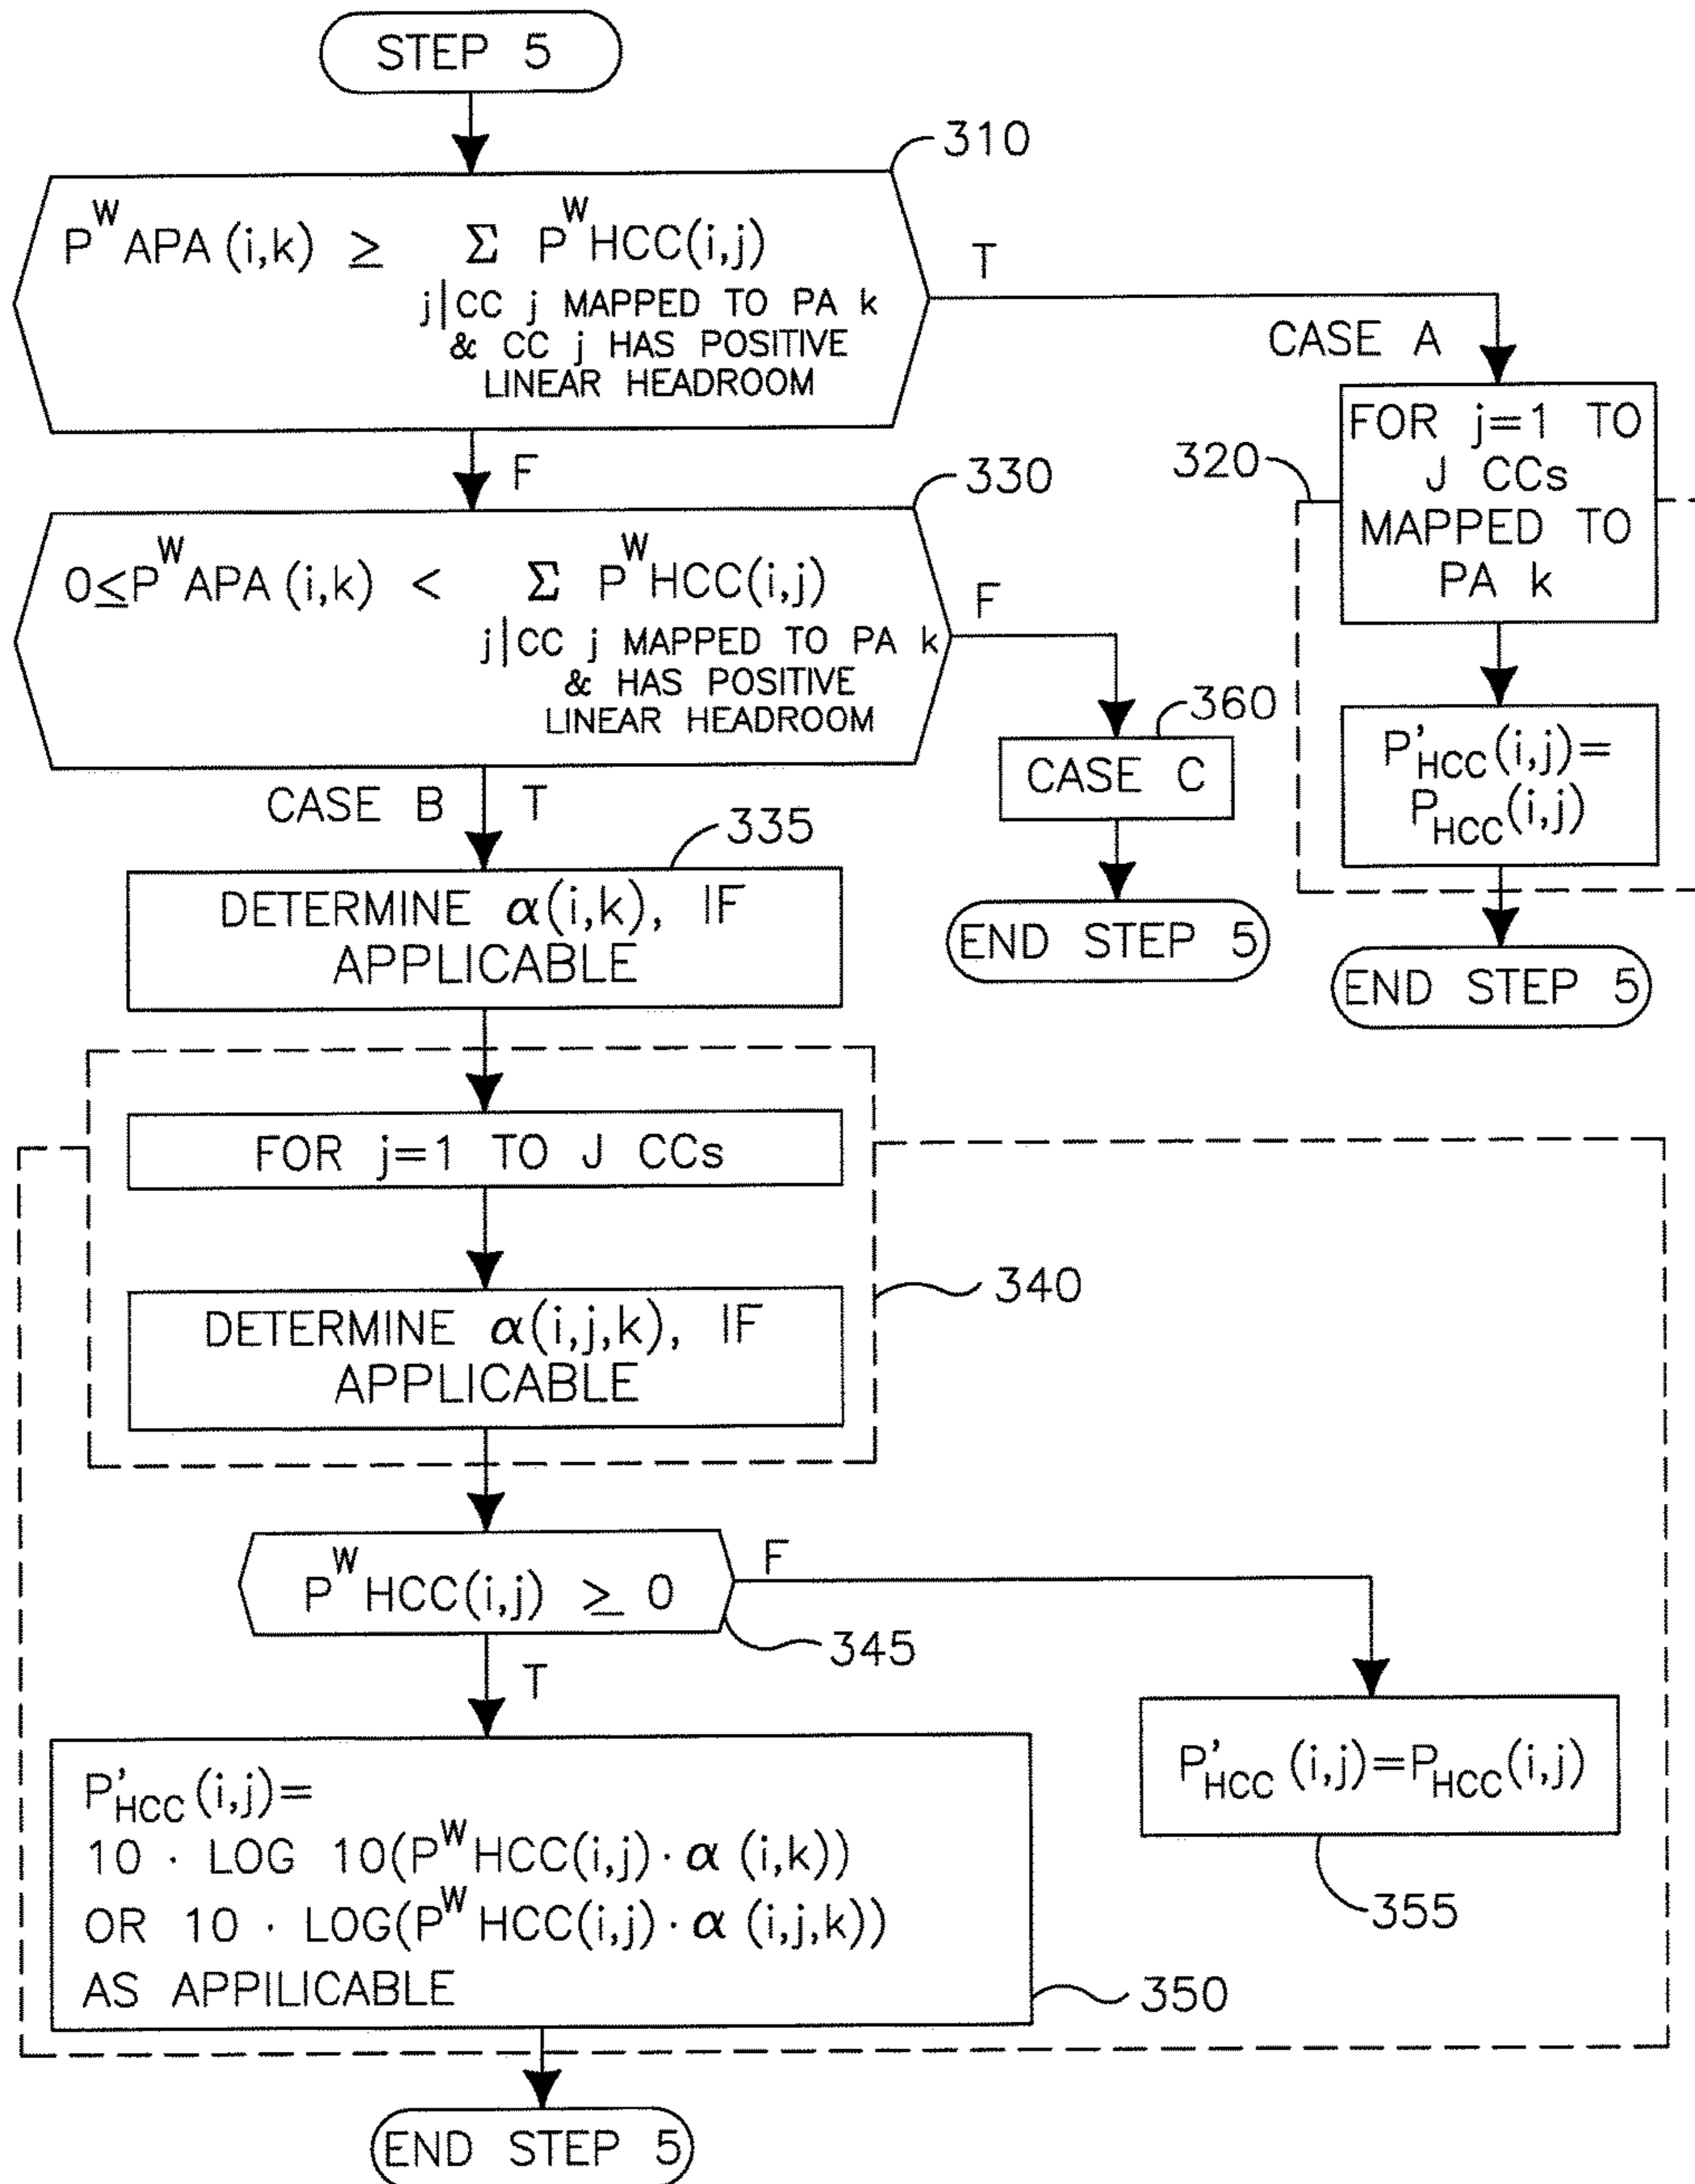 STEP 5
310
P^W APA(i,k) ≥ Σ P^W HCC(i,j)
j|CC j MAPPED TO PA k
& CC j HAS POSITIVE
LINEAR HEADROOM
T
CASE A
FOR j=1 TO
J CCs
MAPPED TO
PA k
320
P'HCC(i,j)=
PHCC(i,j)
END STEP 5
F
330
0≤P^W APA(i,k) < Σ P^W HCC(i,j)
j|CC j MAPPED TO PA k
& HAS POSITIVE
LINEAR HEADROOM
F
360
CASE C
END STEP 5
CASE B
T
335
DETERMINE α(i,k), IF
APPLICABLE
FOR j=1 TO J CCs
DETERMINE α(i,j,k), IF
APPLICABLE
340
P^W HCC(i,j) ≥ 0
F
345
T
P'HCC(i,j)=PHCC(i,j)
355
P'HCC(i,j)=
10 · LOG 10(P^W HCC(i,j) · α (i,k))
OR 10 · LOG(P^W HCC(i,j) · α (i,j,k))
AS APPILICABLE
350
END STEP 5